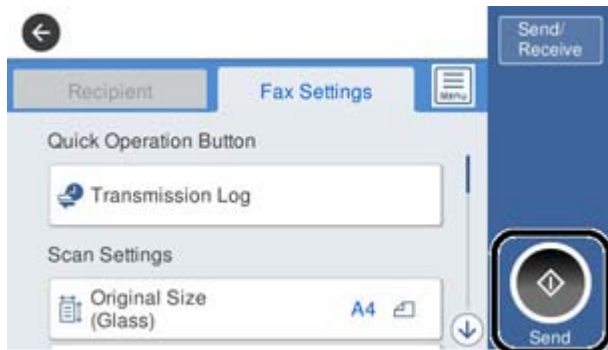 Send/
Receive
Recipient
Fax Settings
Menu
Quick Operation Button
Transmission Log
Scan Settings
Original Size
(Glass)
A4
Send